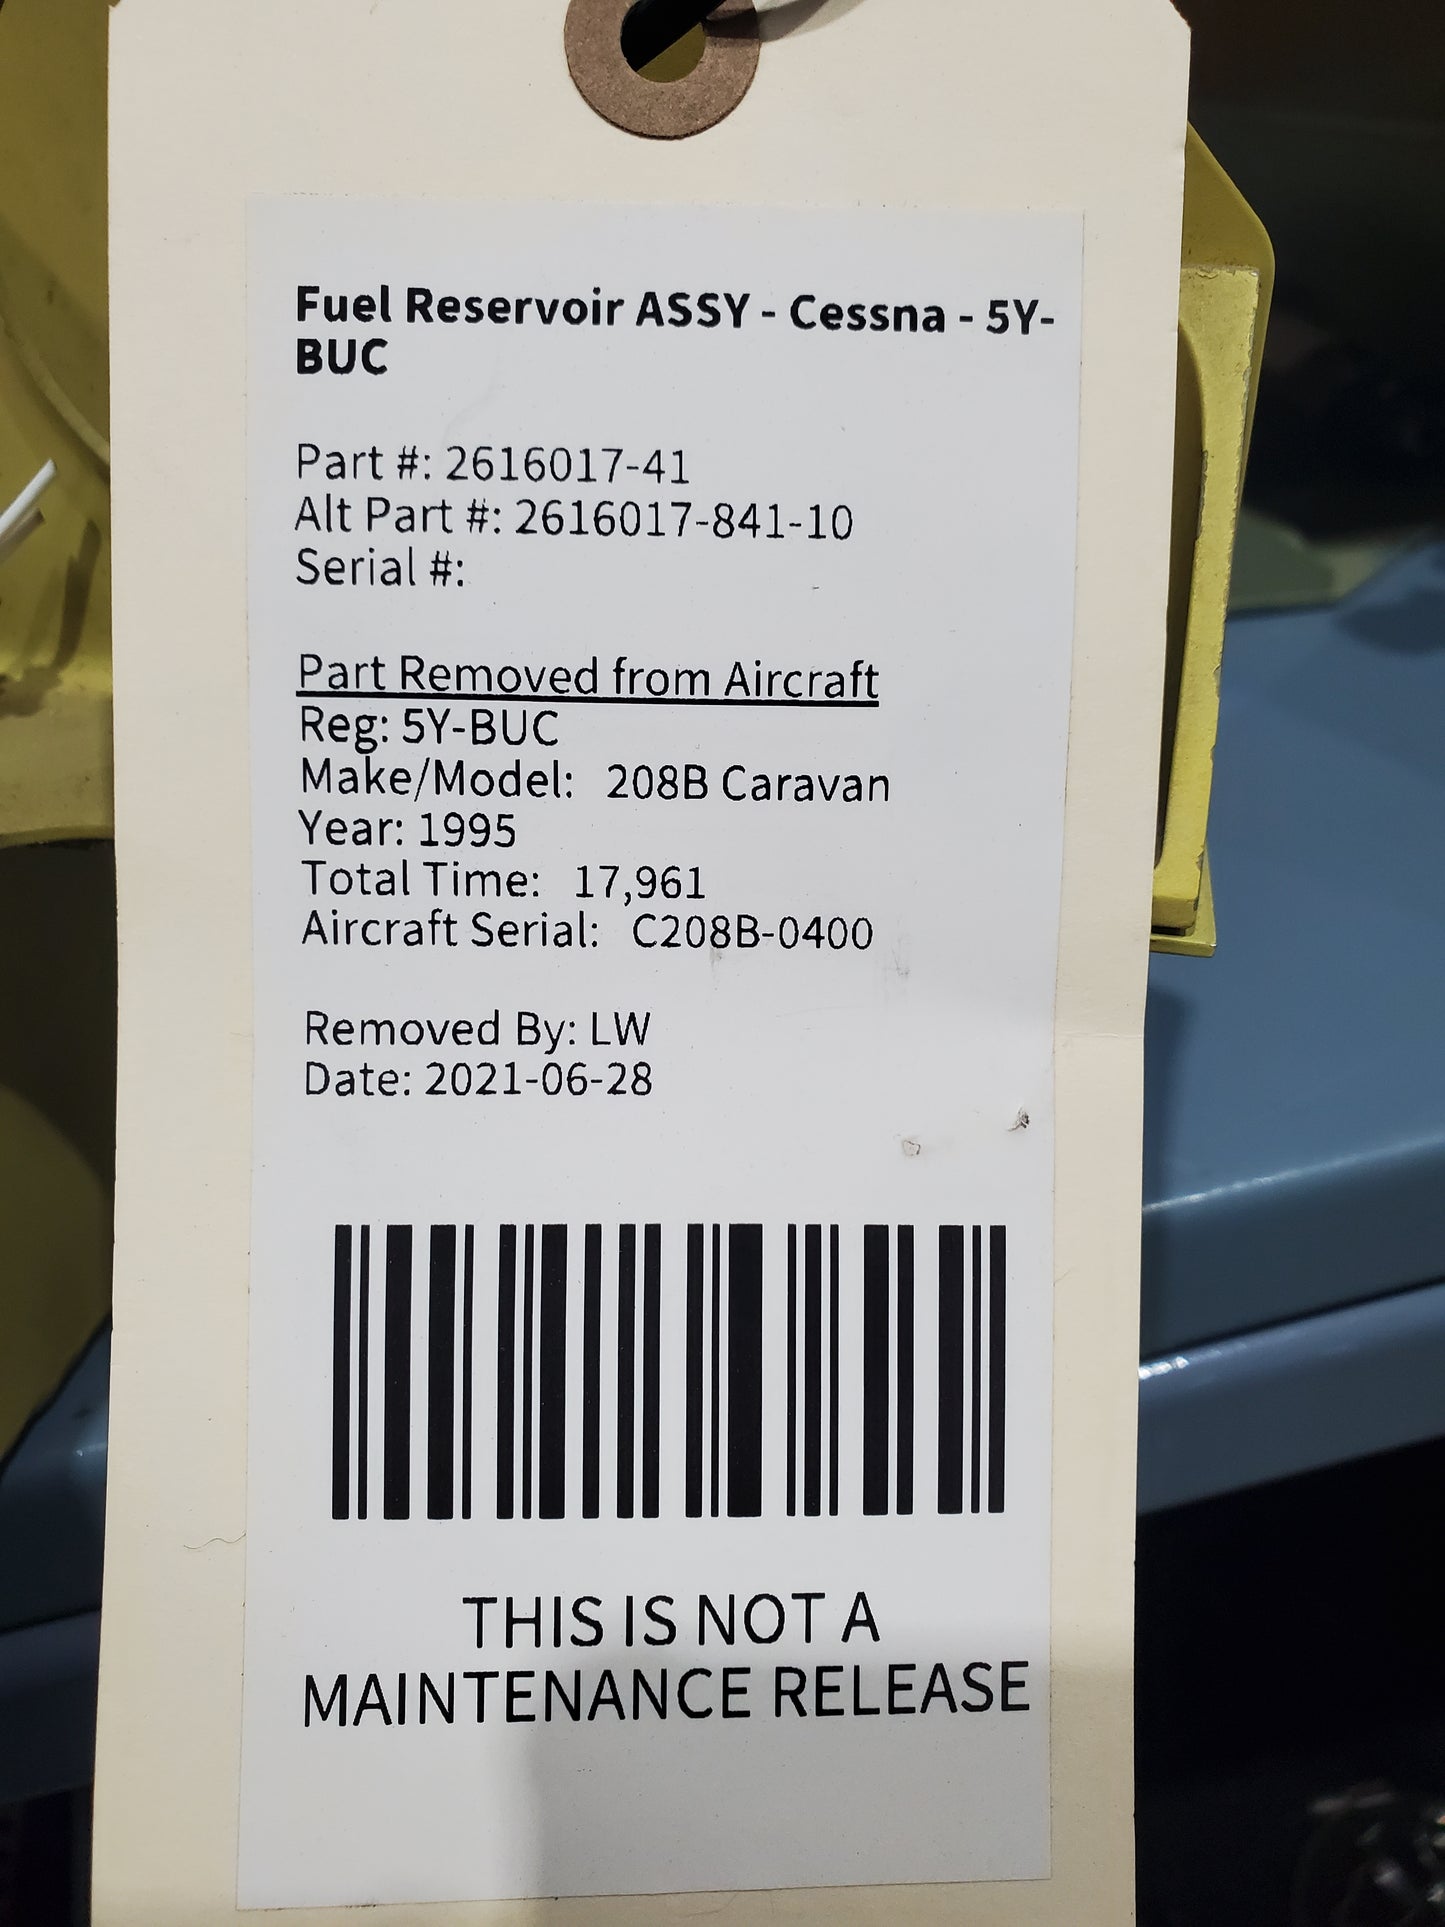 Fuel Reservoir ASSY - Cessna - 5Y-
BUC
Part #: 2616017-41
Alt Part #: 2616017-841-10
Serial #:
Part Removed from Aircraft
Reg: 5Y-BUC
Make/Model: 208B Caravan
Year: 1995
Total Time: 17,961
Aircraft Serial: C208B-0400
Removed By: LW
Date: 2021-06-28
THIS IS NOT A
MAINTENANCE RELEASE